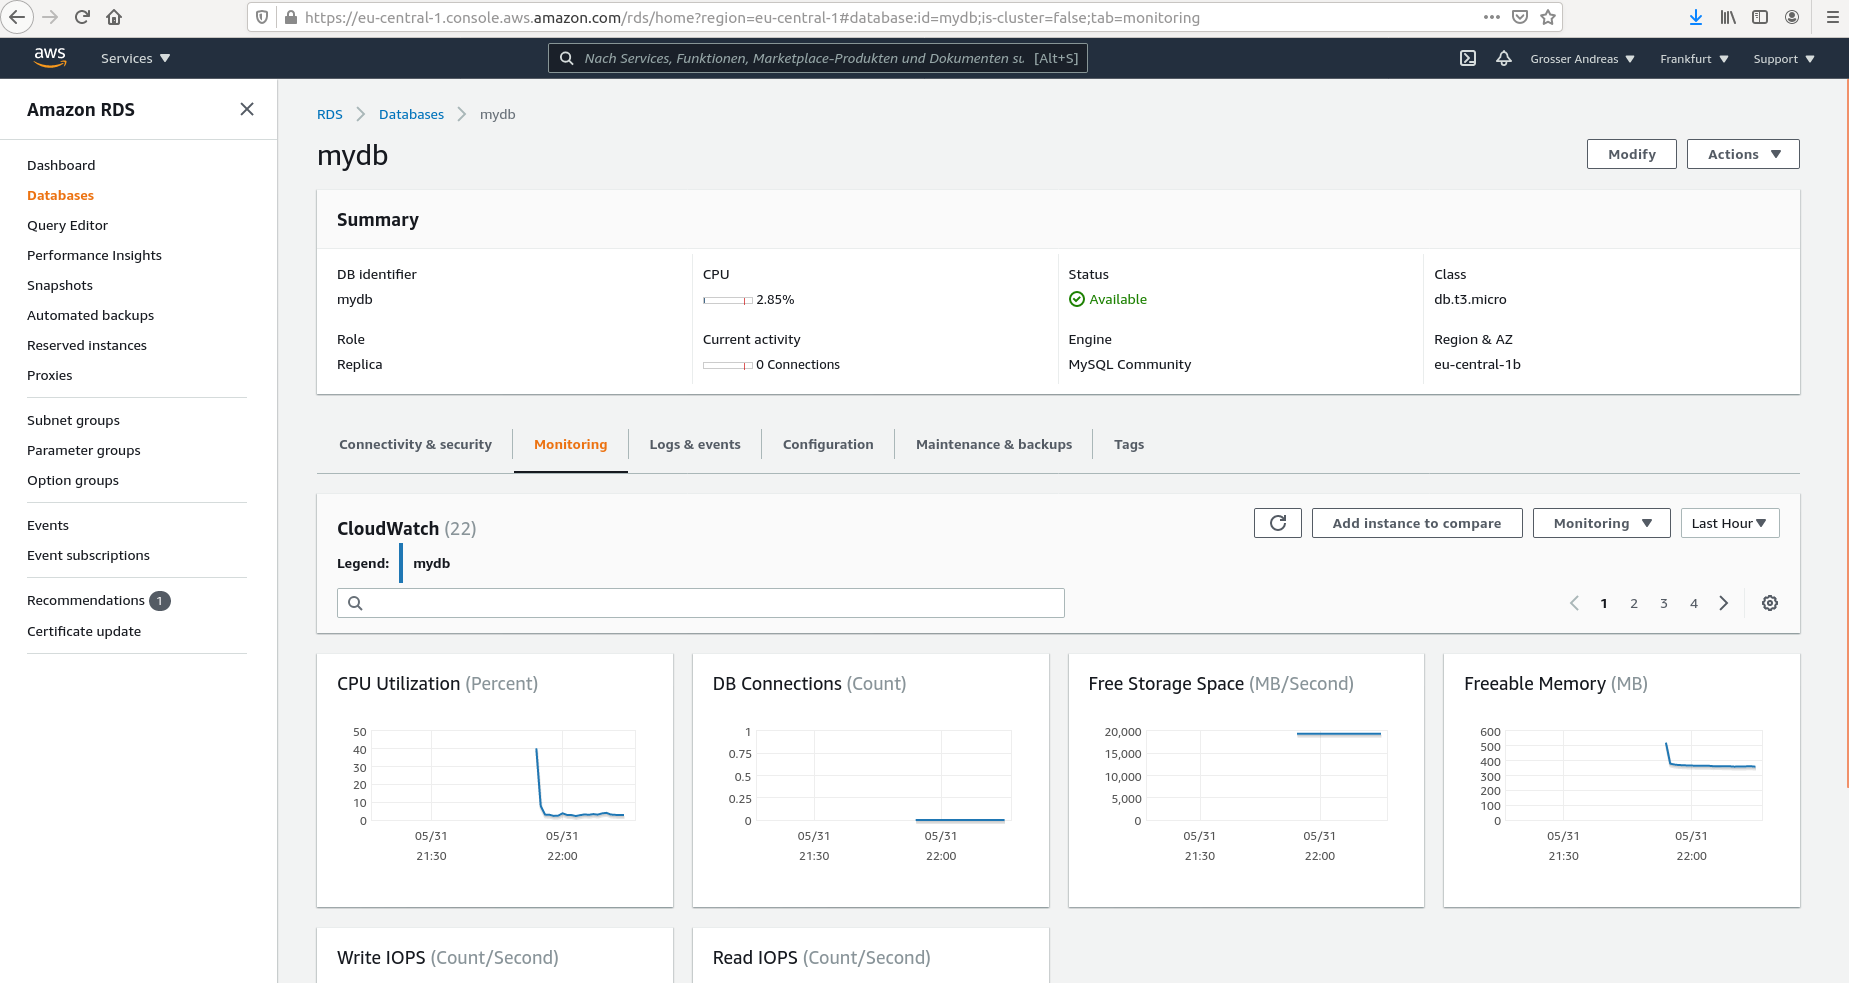 https://eu-central-1.console.aws.amazon.com/rds/home?region=eu-central-1#database:id=mydb;is-cluster=false;tab=monitoring
aws
Services
Nach Services, Funktionen, Marketplace-Produkten und Dokumenten su [Alt+S]
Grosser Andreas
Frankfurt
Support
Amazon RDS
Dashboard
Databases
Query Editor
Performance Insights
Snapshots
Automated backups
Reserved instances
Proxies
Subnet groups
Parameter groups
Option groups
Events
Event subscriptions
Recommendations 1
Certificate update
RDS
Databases
mydb
mydb
Modify
Actions
Summary
DB identifier
mydb
CPU
2.85%
Status
Available
Class
db.t3.micro
Role
Replica
Current activity
0 Connections
Engine
MySQL Community
Region & AZ
eu-central-1b
Connectivity & security
Monitoring
Logs & events
Configuration
Maintenance & backups
Tags
CloudWatch (22)
Add instance to compare
Monitoring
Last Hour
Legend:
mydb
1 2 3 4
CPU Utilization (Percent)
50
40
30
20
10
0
05/31
21:30
05/31
22:00
DB Connections (Count)
1
0.75
0.5
0.25
0
05/31
21:30
05/31
22:00
Free Storage Space (MB/Second)
20,000
15,000
10,000
5,000
0
05/31
21:30
05/31
22:00
Freeable Memory (MB)
600
500
400
300
200
100
0
05/31
21:30
05/31
22:00
Write IOPS (Count/Second)
Read IOPS (Count/Second)